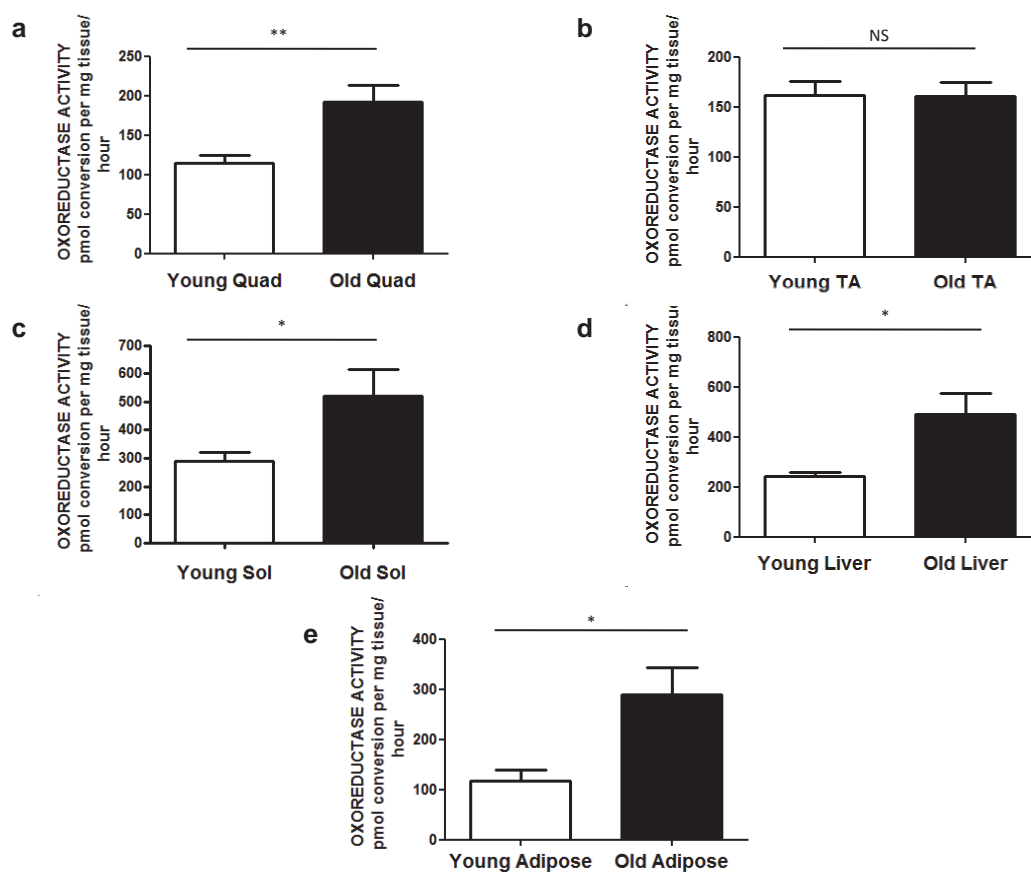 a
**
OXOREDUCTASE ACTIVITY
pmol conversion per mg tissue/
hour
250
200
150
100
50
0
Young Quad
Old Quad
b
NS
OXOREDUCTASE ACTIVITY
pmol conversion per mg tissue/
hour
200
150
100
50
0
Young TA
Old TA
c
*
OXOREDUCTASE ACTIVITY
pmol conversion per mg tissue/
hour
700
600
500
400
300
200
100
0
Young Sol
Old Sol
d
*
OXOREDUCTASE ACTIVITY
pmol conversion per mg tissue/
hour
800
600
400
200
0
Young Liver
Old Liver
e
*
OXOREDUCTASE ACTIVITY
pmol conversion per mg tissue/
hour
400
300
200
100
0
Young Adipose
Old Adipose